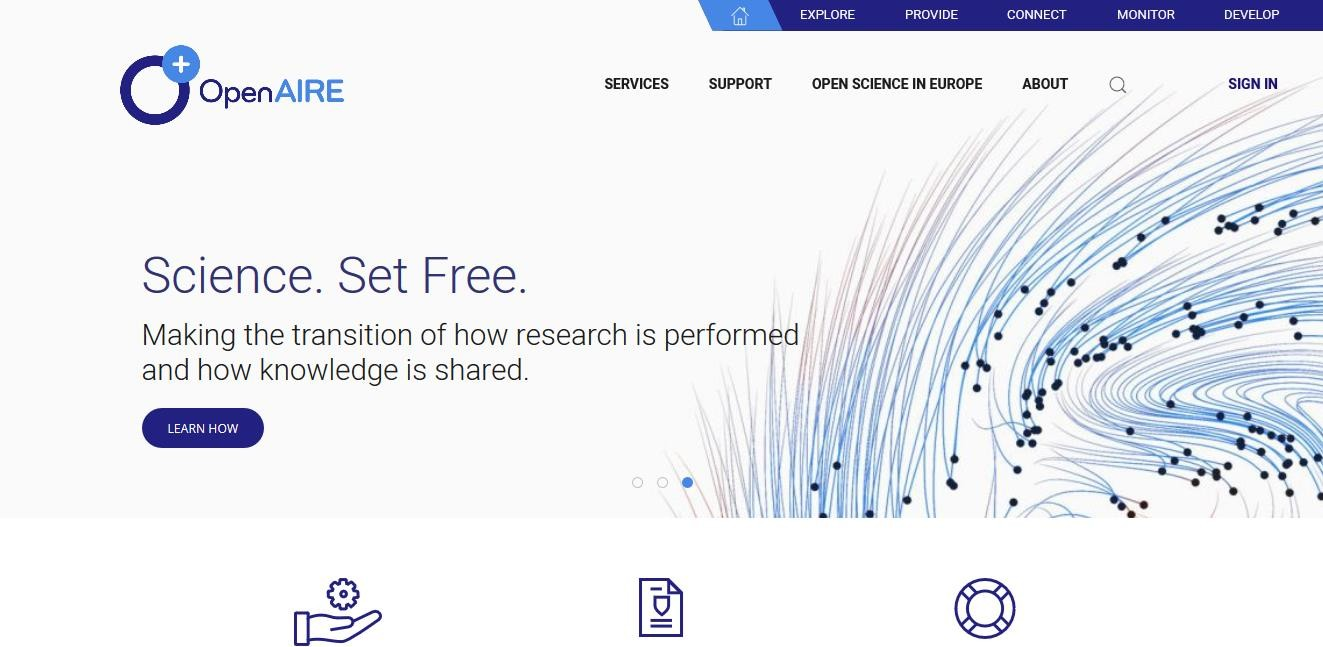 EXPLORE PROVIDE CONNECT MONITOR DEVELOP
OpenAIRE
SERVICES SUPPORT OPEN SCIENCE IN EUROPE ABOUT SIGN IN
Science. Set Free.
Making the transition of how research is performed
and how knowledge is shared.
LEARN HOW